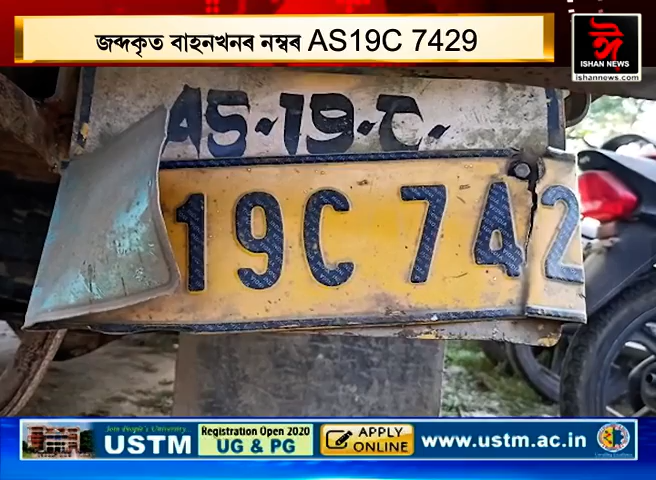 জব্দকৃত বাহনখনৰ নম্বৰ AS19C 7429
ঈ
ISHAN NEWS
ishannews.com
AS-19-C-
19C 742
Join People's University...
USTM
Registration Open 2020
UG & PG
APPLY
ONLINE
www.ustm.ac.in